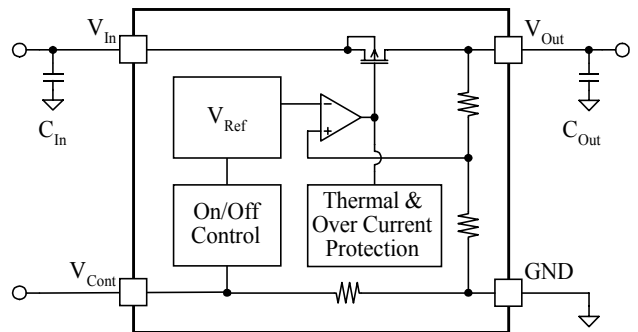 V_In
V_Out
C_In
V_Ref
−
+
C_Out
On/Off
Control
Thermal &
Over Current
Protection
V_Cont
GND